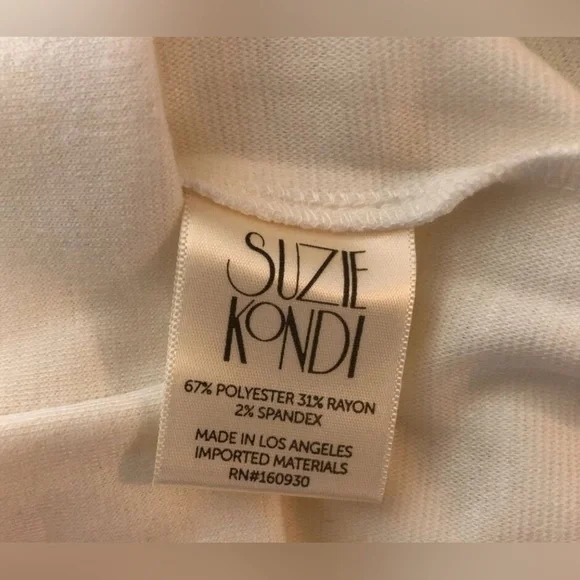 SUZIE
KONDI
67% POLYESTER 31% RAYON
2% SPANDEX
MADE IN LOS ANGELES
IMPORTED MATERIALS
RN#160930